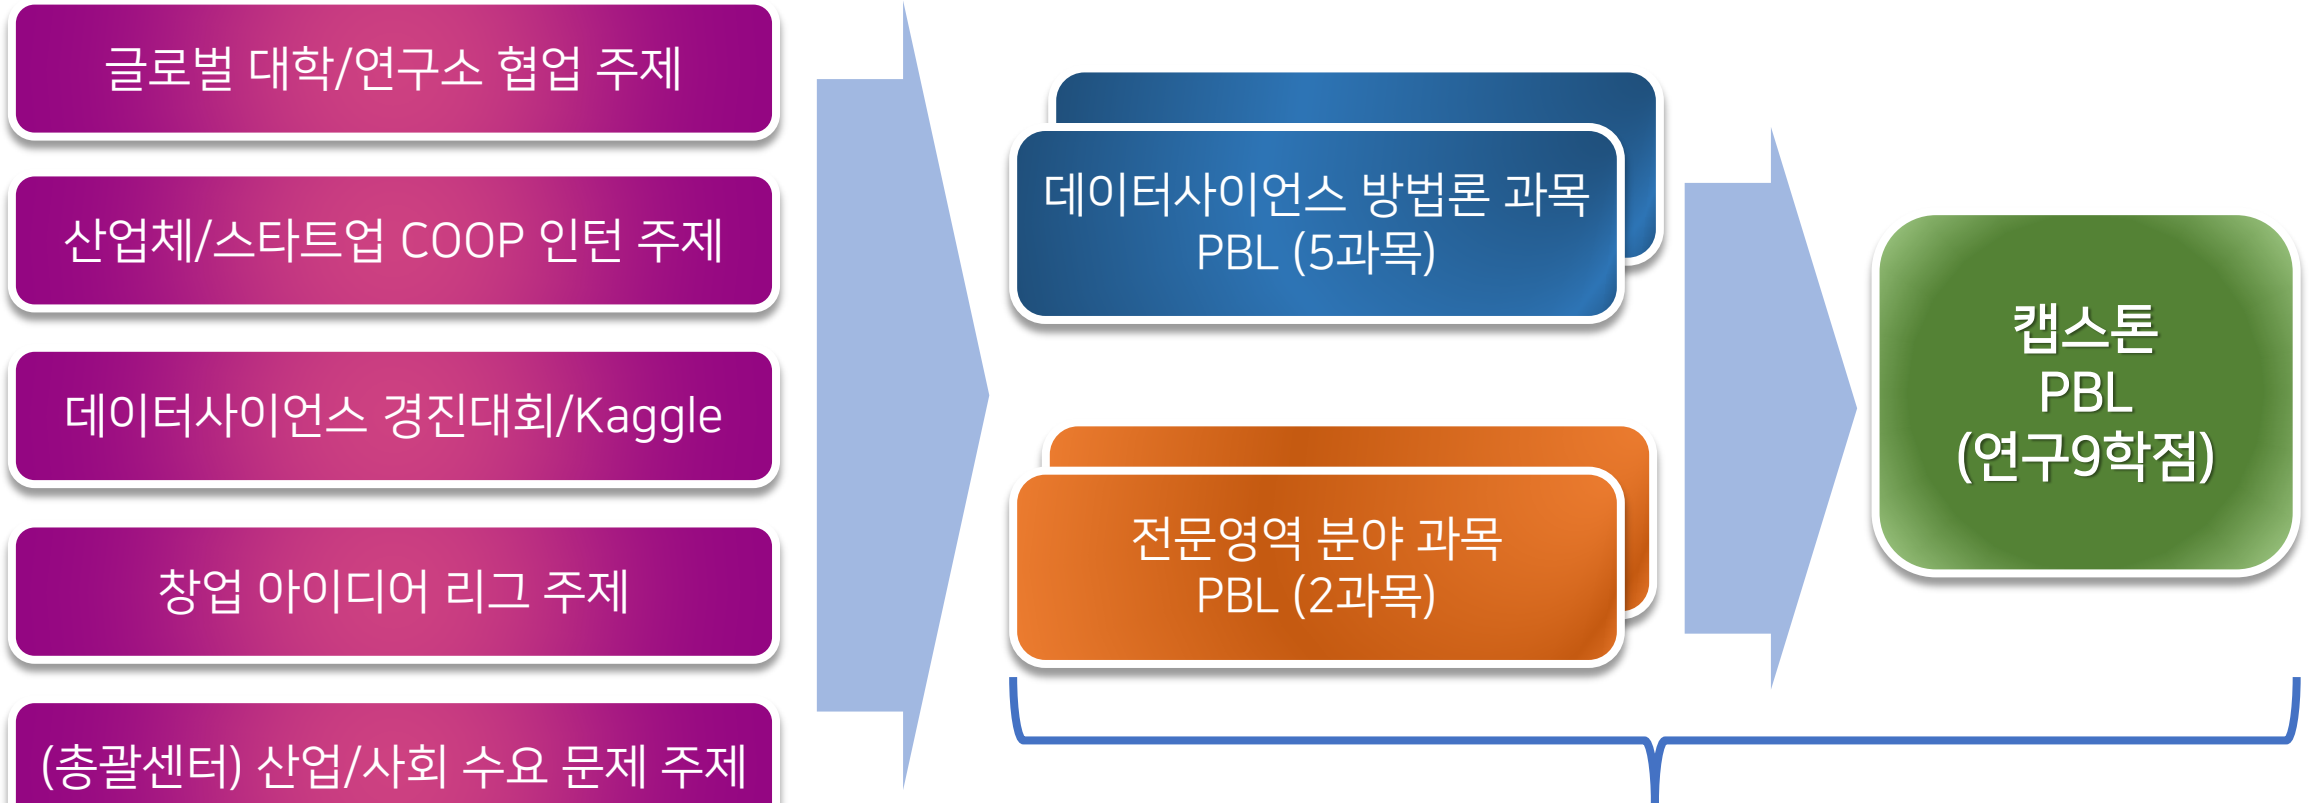 글로벌 대학/연구소 협업 주제
산업체/스타트업 COOP 인턴 주제
데이터사이언스 경진대회/Kaggle
창업 아이디어 리그 주제
(총괄센터) 산업/사회 수요 문제 주제
데이터사이언스 방법론 과목
PBL (5과목)
전문영역 분야 과목
PBL (2과목)
캡스톤
PBL
(연구9학점)